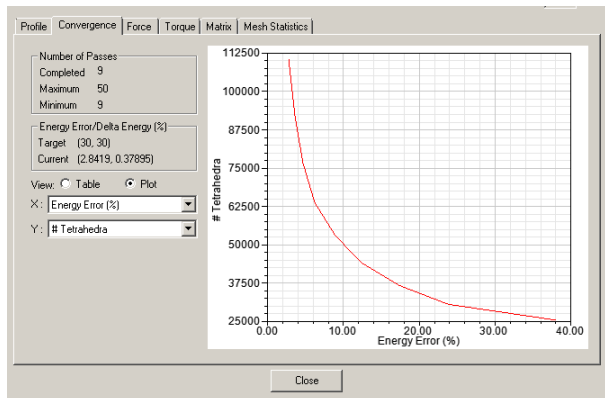 Profile Convergence Force Torque Matrix Mesh Statistics
Number of Passes
Completed 9
Maximum 50
Minimum 9
Energy Error/Delta Energy (%)
Target (30, 30)
Current (2.8419, 0.37895)
View: Table Plot
X: Energy Error (%)
Y: # Tetrahedra
112500
100000
87500
75000
62500
50000
37500
25000
# Tetrahedra
0.00 10.00 20.00 30.00 40.00
Energy Error (%)
Close